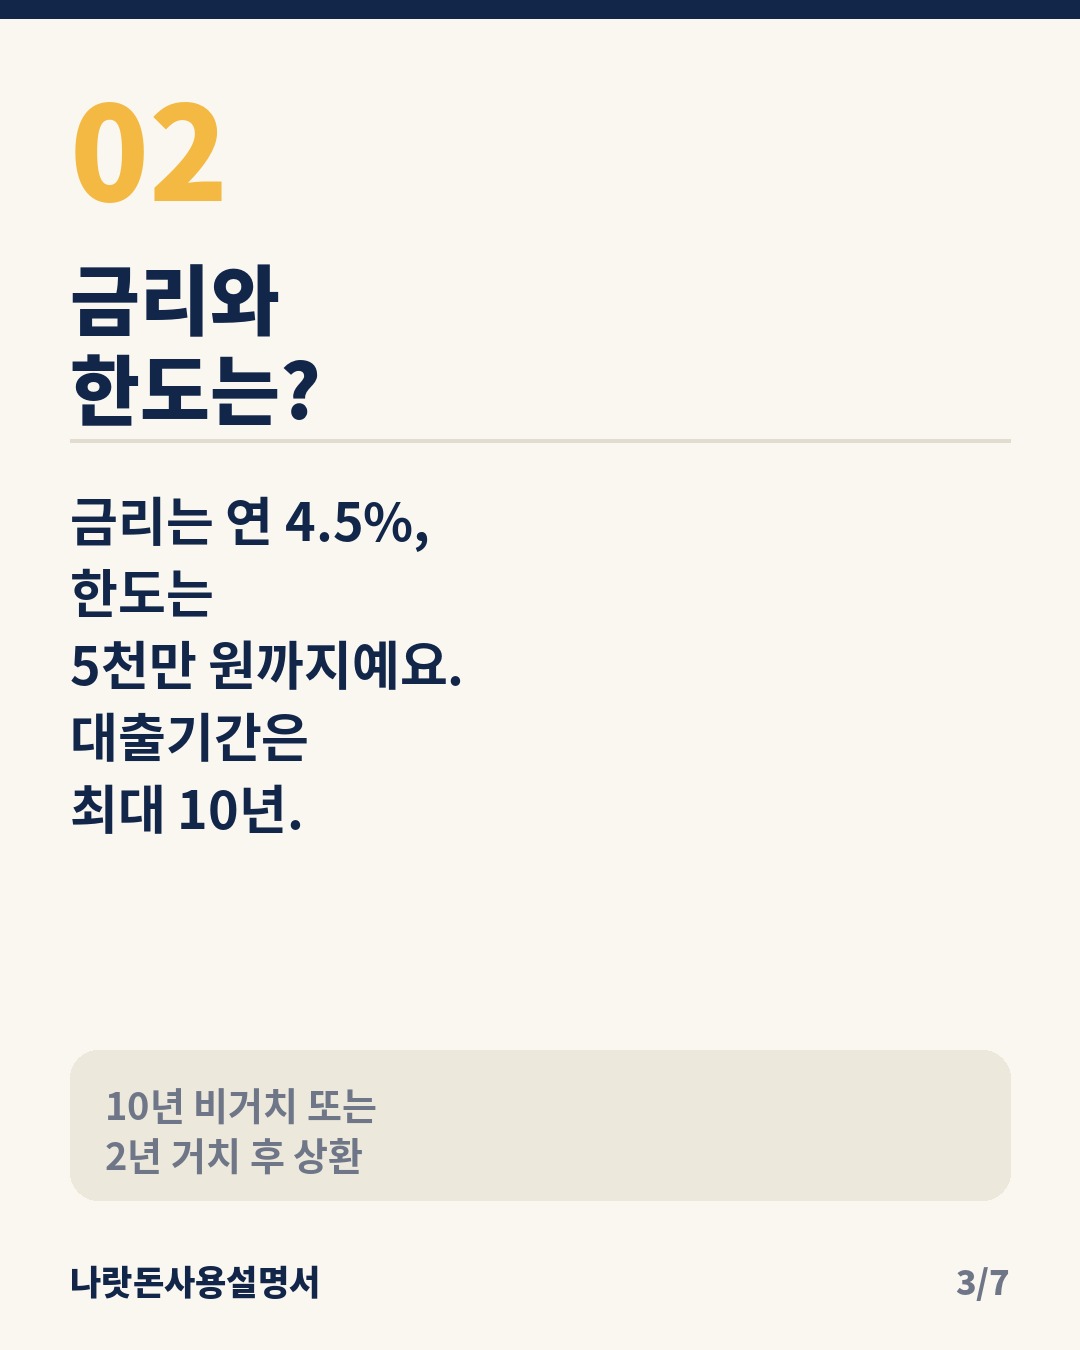 02
금리와
한도는?
금리는 연 4.5%,
한도는
5천만 원까지예요.
대출기간은
최대 10년.
10년 비거치 또는
2년 거치 후 상환
나랏돈사용설명서
3/7